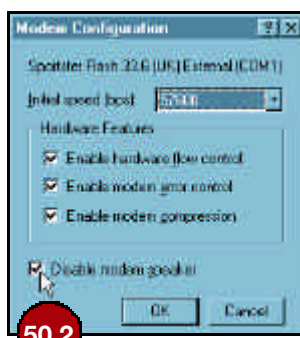 Modem Configuration
Sportster Flash 33.6 (UK) External (COM1)
Initial speed (bps) 57600
Hardware Features
Enable hardware flow control
Enable modem error control
Enable modem compression
Disable modem speaker
OK Cancel
50.2